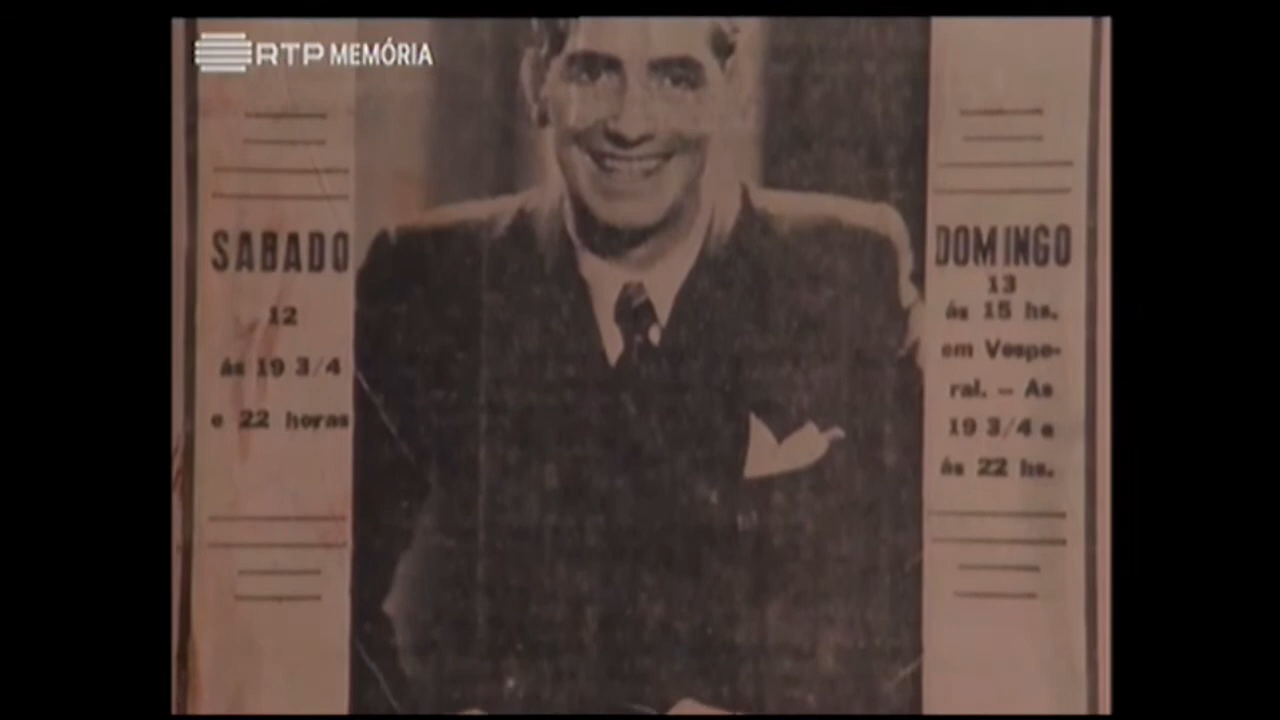 RTP MEMÓRIA
SABADO
12
ás 19 3/4
e 22 horas
DOMINGO
13
ás 15 hs.
em Vespe-
ral. – As
19 3/4 e
ás 22 hs.